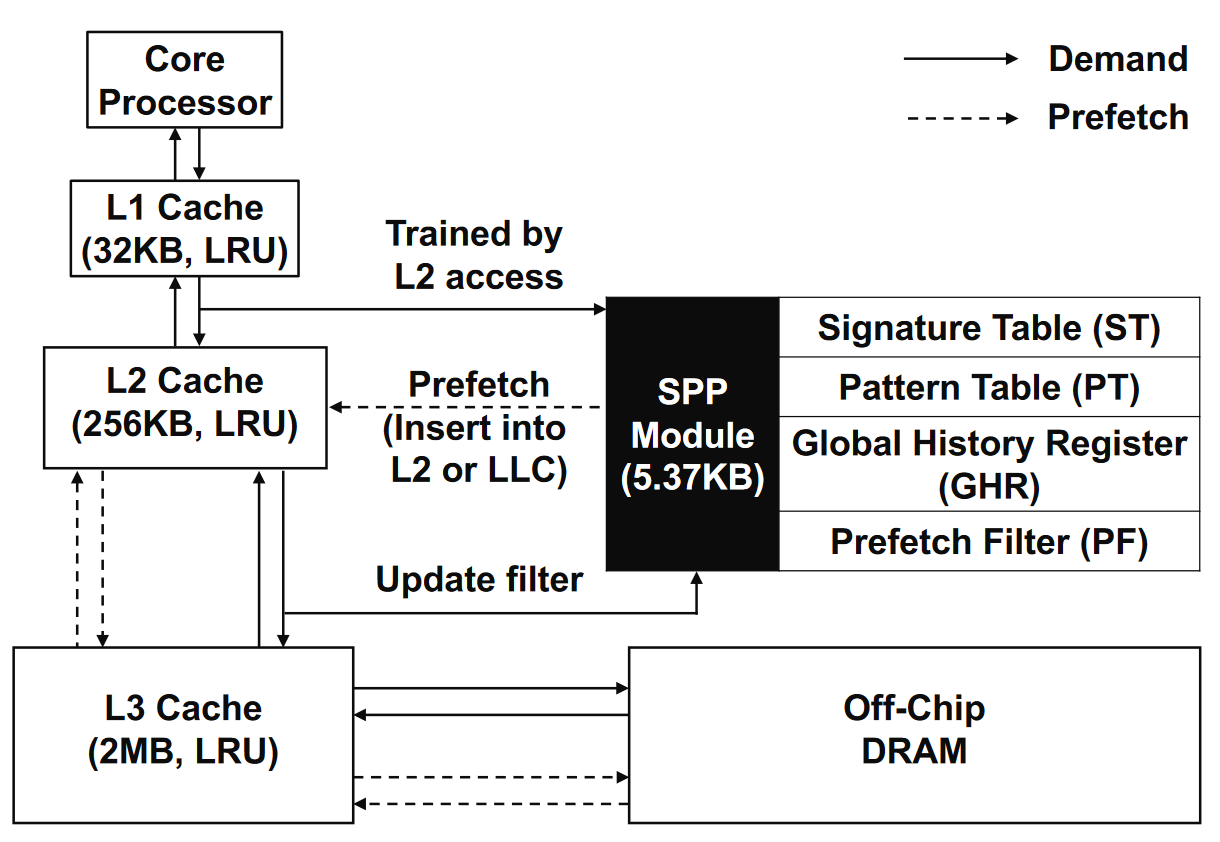 Core
Processor
Demand
Prefetch
L1 Cache
(32KB, LRU)
Trained by
L2 access
L2 Cache
(256KB, LRU)
Prefetch
(Insert into
L2 or LLC)
SPP
Module
(5.37KB)
Signature Table (ST)
Pattern Table (PT)
Global History Register
(GHR)
Prefetch Filter (PF)
Update filter
L3 Cache
(2MB, LRU)
Off-Chip
DRAM